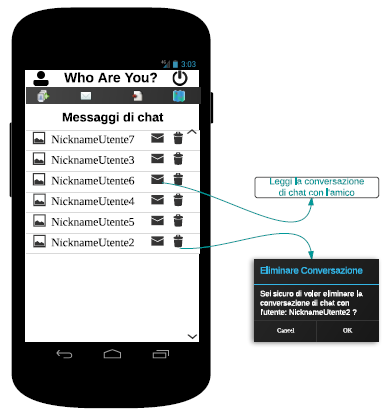 4G 3:03
Who Are You?
Messaggi di chat
NicknameUtente7
NicknameUtente3
NicknameUtente6
NicknameUtente4
NicknameUtente5
NicknameUtente2
Leggi la conversazione
di chat con l'amico
Eliminare Conversazione
Sei sicuro di voler eliminare la
conversazione di chat con
l'utente: NicknameUtente2 ?
Cancel OK